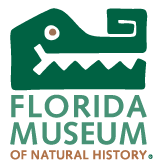 FLORIDA
MUSEUM
OF NATURAL HISTORY.